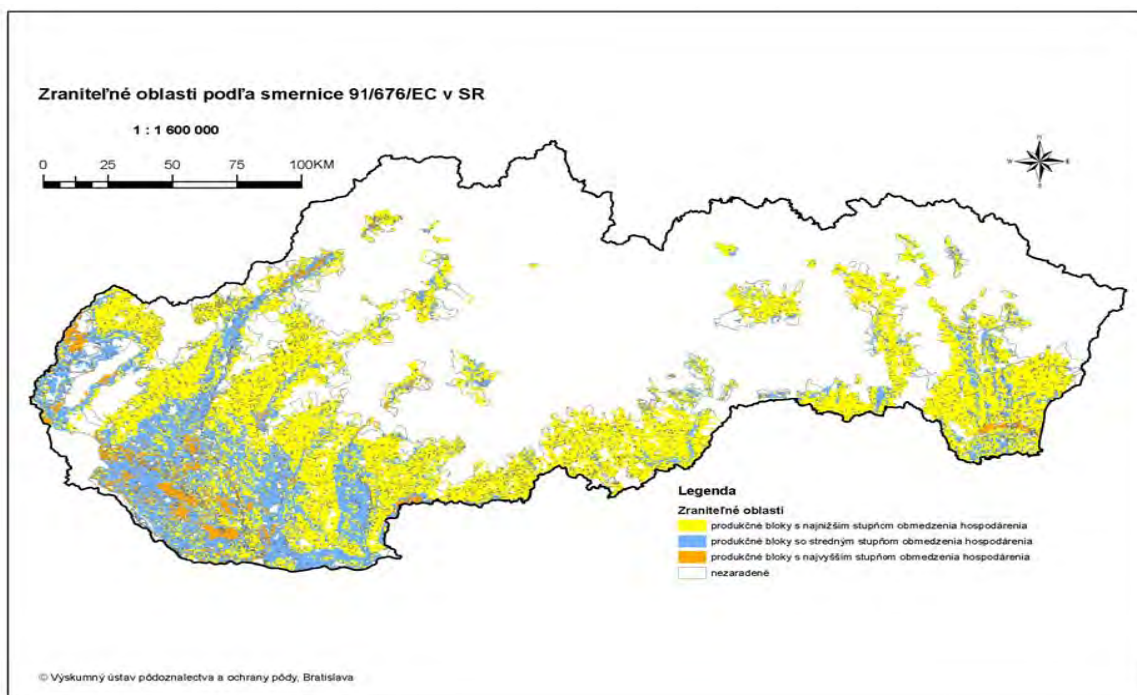 Zraniteľné oblasti podľa smernice 91/676/EC v SR
1 : 1 600 000
0 25 50 75 100KM
N
W E
S
Legenda
Zraniteľné oblasti
produkčné bloky s najnižším stupňom obmedzenia hospodárenia
produkčné bloky so stredným stupňom obmedzenia hospodárenia
produkčné bloky s najvyšším stupňom obmedzenia hospodárenia
nezaradené
© Výskumný ústav pôdoznalectva a ochrany pôdy, Bratislava